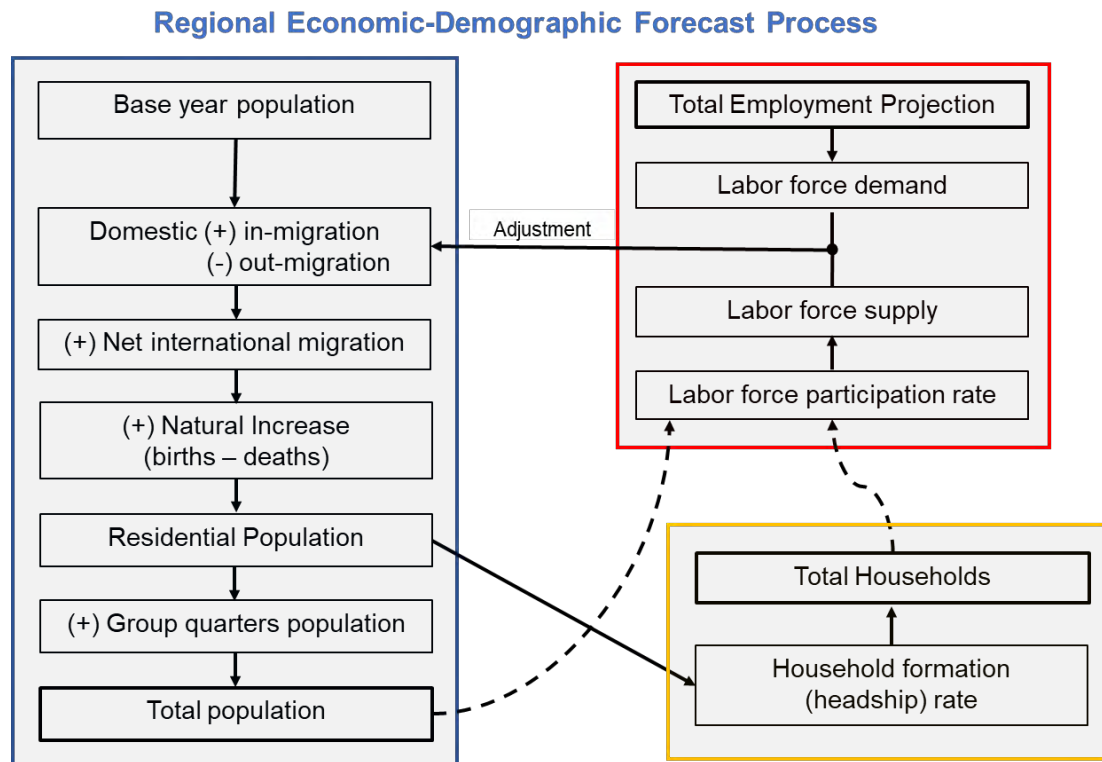 Regional Economic-Demographic Forecast Process
Base year population
Domestic (+) in-migration
(-) out-migration
(+) Net international migration
(+) Natural Increase
(births – deaths)
Residential Population
(+) Group quarters population
Total population
Adjustment
Total Employment Projection
Labor force demand
Labor force supply
Labor force participation rate
Total Households
Household formation
(headship) rate